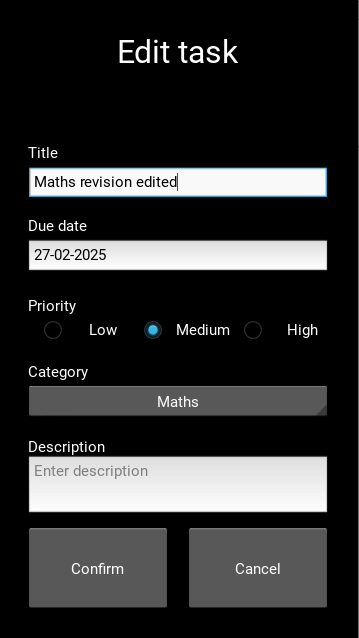 Edit task
Title
Maths revision edited
Due date
27-02-2025
Priority
Low Medium High
Category
Maths
Description
Enter description
Confirm Cancel